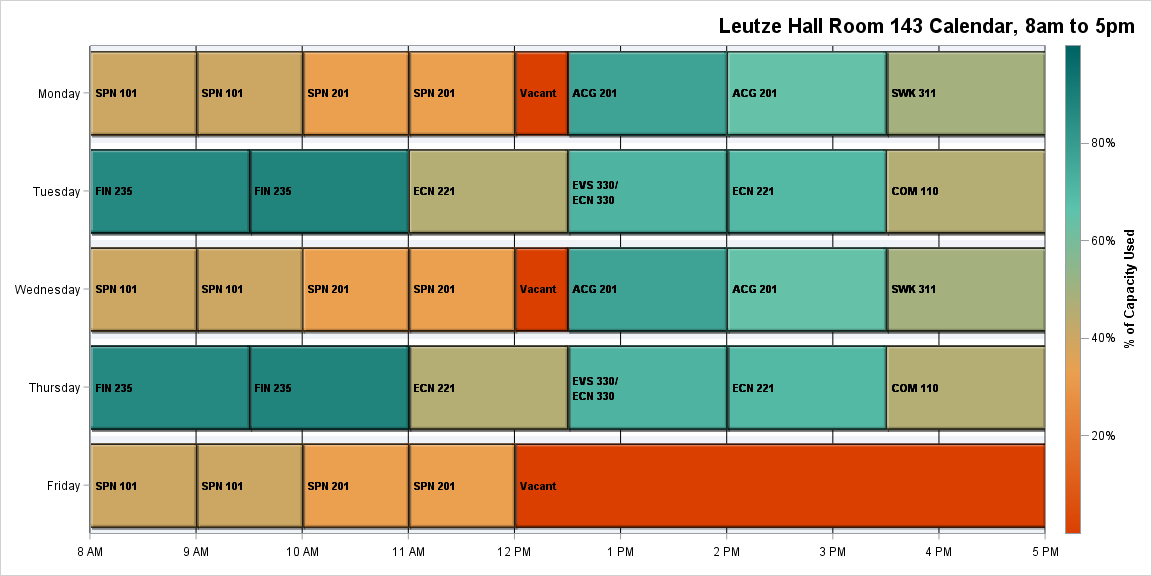 Leutze Hall Room 143 Calendar, 8am to 5pm
Monday
SPN 101
SPN 101
SPN 201
SPN 201
Vacant
ACG 201
ACG 201
SWK 311
Tuesday
FIN 235
FIN 235
ECN 221
EVS 330/
ECN 330
ECN 221
COM 110
Wednesday
SPN 101
SPN 101
SPN 201
SPN 201
Vacant
ACG 201
ACG 201
SWK 311
Thursday
FIN 235
FIN 235
ECN 221
EVS 330/
ECN 330
ECN 221
COM 110
Friday
SPN 101
SPN 101
SPN 201
SPN 201
Vacant
8 AM
9 AM
10 AM
11 AM
12 PM
1 PM
2 PM
3 PM
4 PM
5 PM
80%
60%
40%
20%
% of Capacity Used